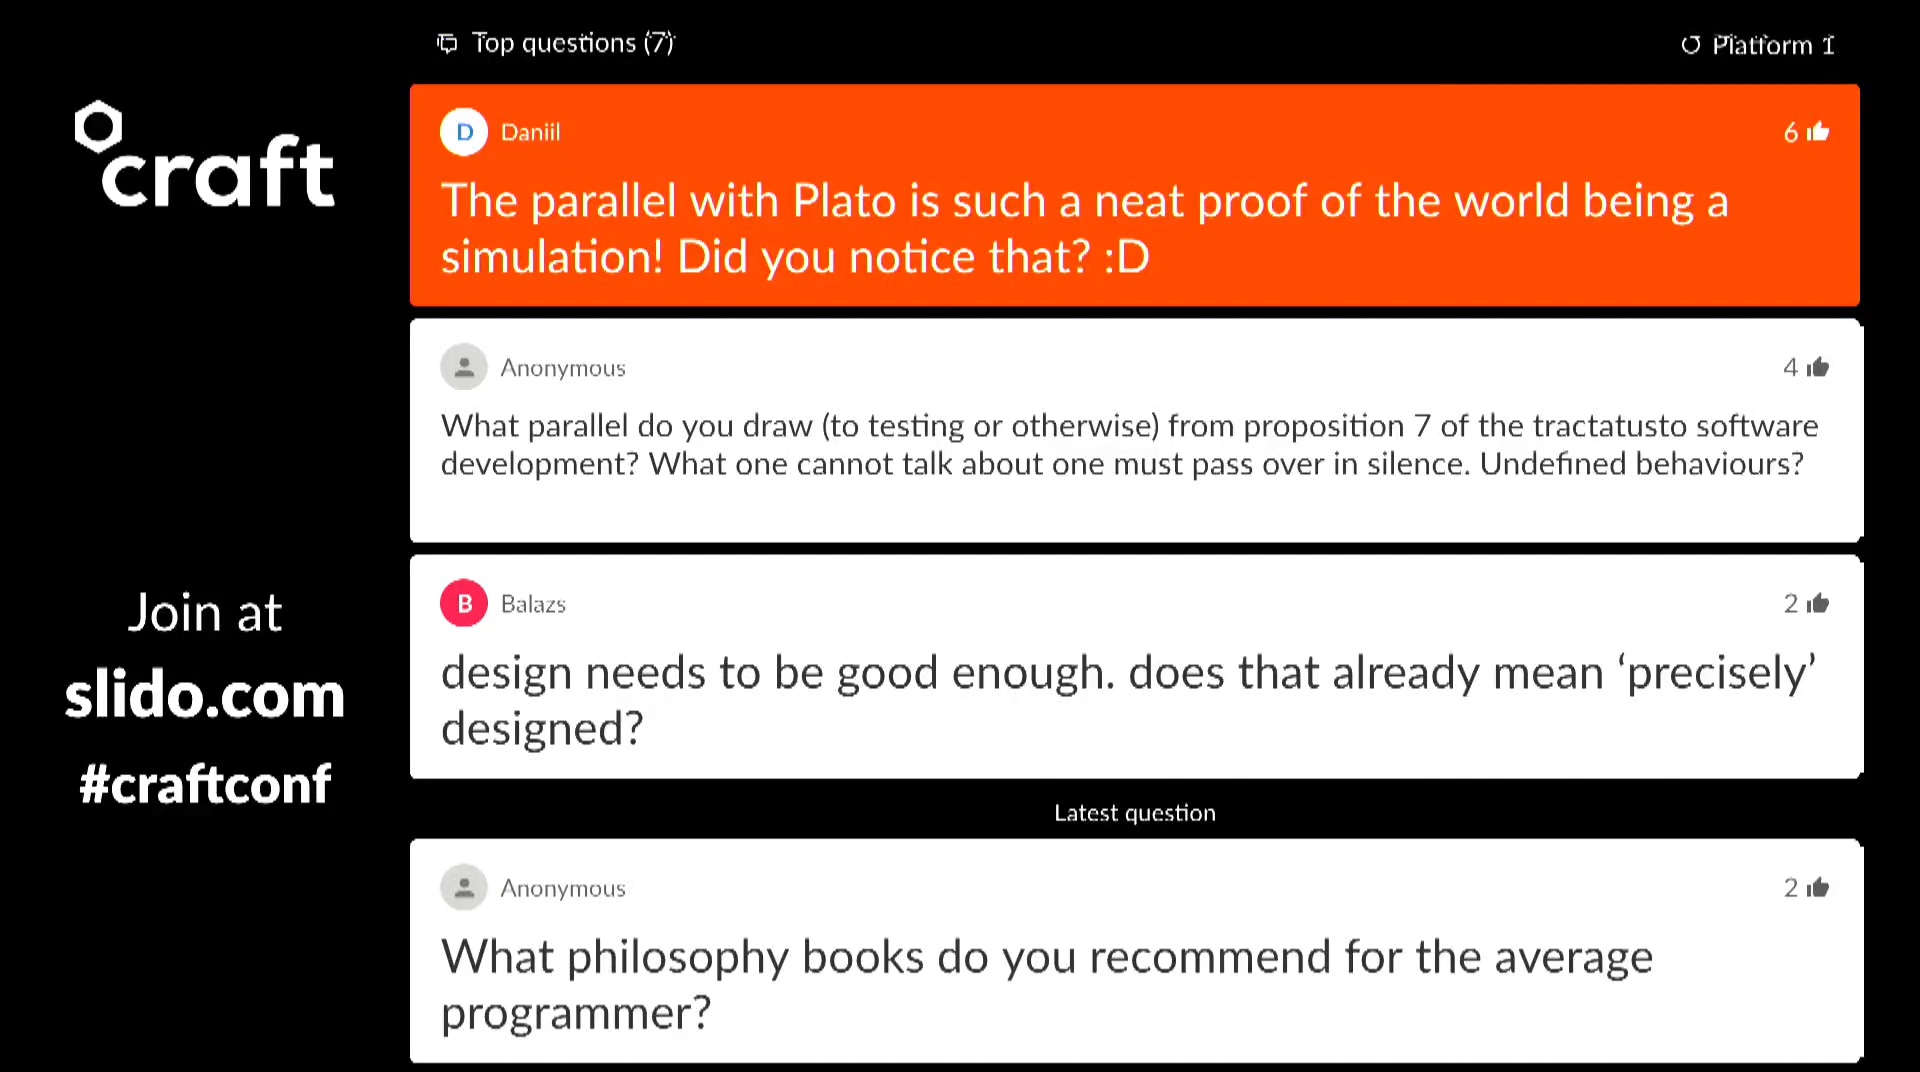 Top questions (7)
Platform 1
craft
D Daniil
6
The parallel with Plato is such a neat proof of the world being a
simulation! Did you notice that? :D
Anonymous
4
What parallel do you draw (to testing or otherwise) from proposition 7 of the tractatusto software
development? What one cannot talk about one must pass over in silence. Undefined behaviours?
Join at
slido.com
#craftconf
B Balazs
2
design needs to be good enough. does that already mean ‘precisely’
designed?
Latest question
Anonymous
2
What philosophy books do you recommend for the average
programmer?